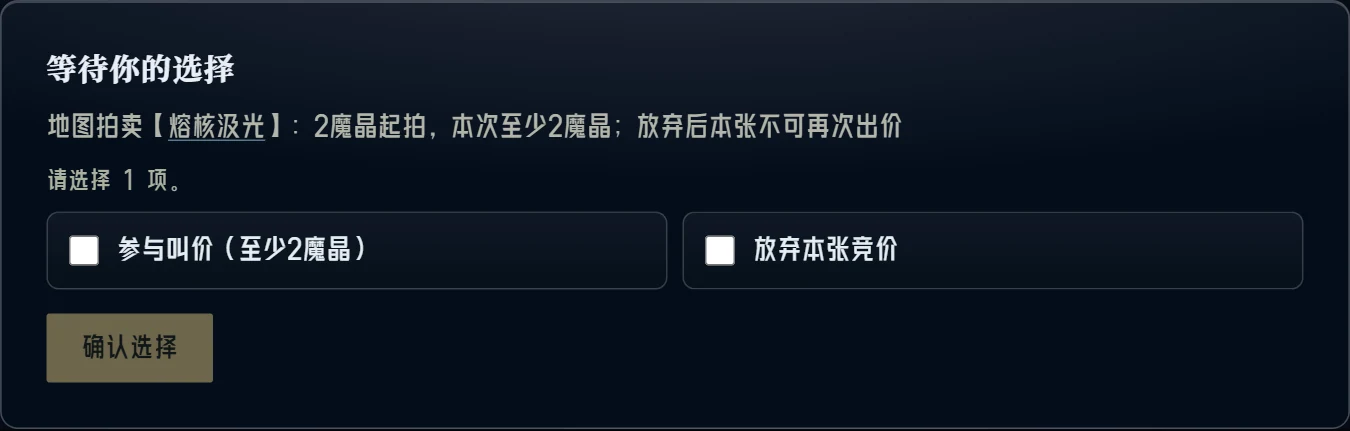 等待你的选择
地图拍卖【熔核汲光】：2魔晶起拍，本次至少2魔晶；放弃后本张不可再次出价
请选择 1 项。
参与叫价（至少2魔晶）
放弃本张竞价
确认选择